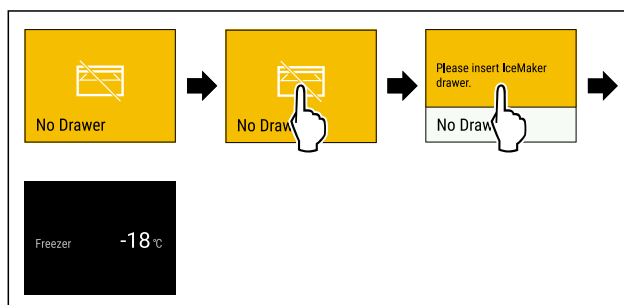 No Drawer
No Draw
Please insert IceMaker
drawer.
No Draw
Freezer -18 °C